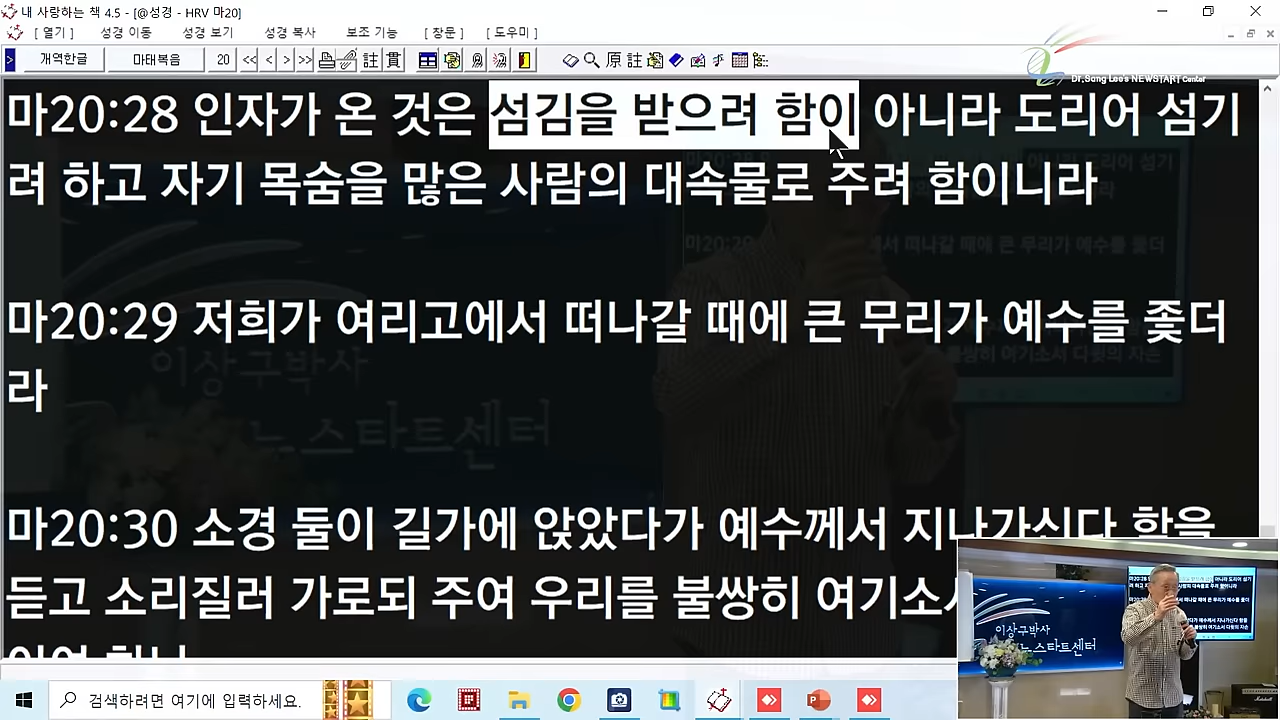 내 사랑하는 책 4.5 - [@성경 - HRV 마20]
[ 열기 ] 성경 이동 성경 보기 성경 복사 보조 기능 [ 창문 ] [ 도우미 ]
개역한글 마태복음 20 << < > >> 註 貫 原 註
Dr.Sang Lee's NEWSTART Center
마20:28 인자가 온 것은 섬김을 받으려 함이 아니라 도리어 섬기
려 하고 자기 목숨을 많은 사람의 대속물로 주려 함이니라
마20:29 저희가 여리고에서 떠나갈 때에 큰 무리가 예수를 좇더
라
마20:30 소경 둘이 길가에 앉았다가 예수께서 지나가신다 함을
듣고 소리질러 가로되 주여 우리를 불쌍히 여기소서
이상구박사
뉴스타트센터
검색하려면 여기에 입력하세요.